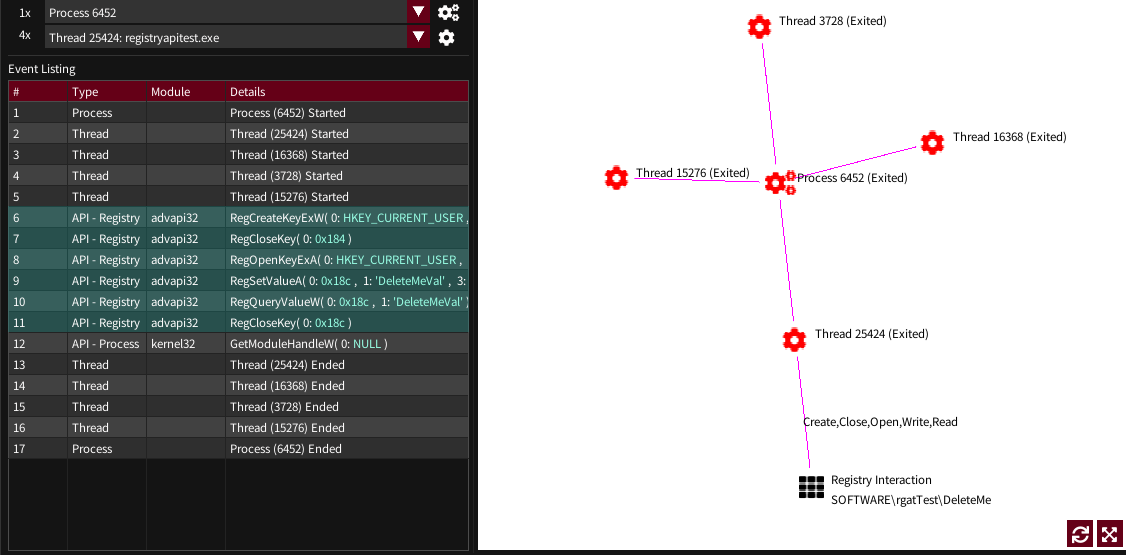 1x Process 6452
4x Thread 25424: registryapitest.exe
Event Listing
# Type Module Details
1 Process Process (6452) Started
2 Thread Thread (25424) Started
3 Thread Thread (16368) Started
4 Thread Thread (3728) Started
5 Thread Thread (15276) Started
6 API - Registry advapi32 RegCreateKeyExW( 0: HKEY_CURRENT_USER ,
7 API - Registry advapi32 RegCloseKey( 0: 0x184 )
8 API - Registry advapi32 RegOpenKeyExA( 0: HKEY_CURRENT_USER ,
9 API - Registry advapi32 RegSetValueA( 0: 0x18c , 1: 'DeleteMeVal' , 3:
10 API - Registry advapi32 RegQueryValueW( 0: 0x18c , 1: 'DeleteMeVal' )
11 API - Registry advapi32 RegCloseKey( 0: 0x18c )
12 API - Process kernel32 GetModuleHandleW( 0: NULL )
13 Thread Thread (25424) Ended
14 Thread Thread (16368) Ended
15 Thread Thread (3728) Ended
16 Thread Thread (15276) Ended
17 Process Process (6452) Ended
Thread 3728 (Exited)
Thread 16368 (Exited)
Thread 15276 (Exited)
Process 6452 (Exited)
Thread 25424 (Exited)
Create,Close,Open,Write,Read
Registry Interaction
SOFTWARE\rgatTest\DeleteMe